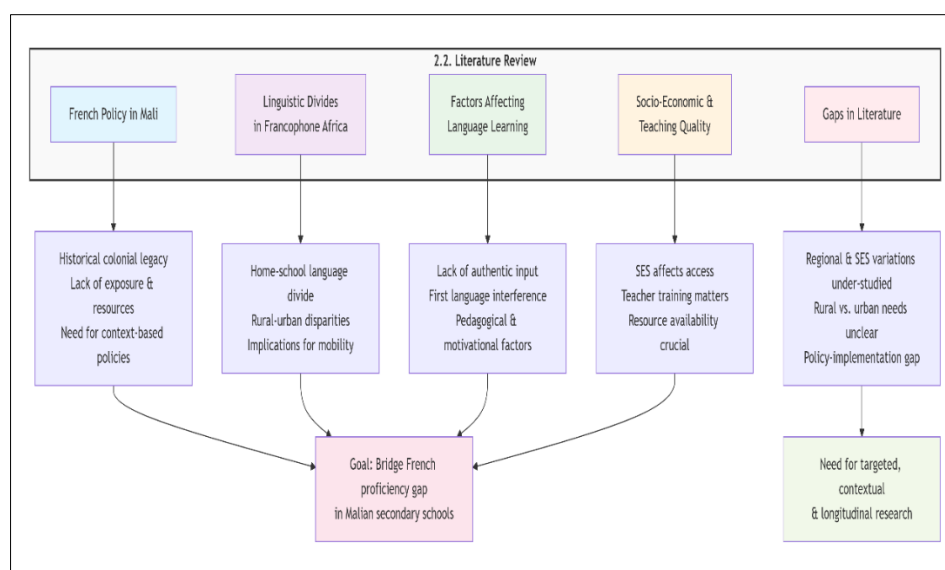 2.2. Literature Review
French Policy in Mali
Linguistic Divides
in Francophone Africa
Factors Affecting
Language Learning
Socio-Economic &
Teaching Quality
Gaps in Literature
Historical colonial legacy
Lack of exposure &
resources
Need for context-based
policies
Home-school language
divide
Rural-urban disparities
Implications for mobility
Lack of authentic input
First language interference
Pedagogical &
motivational factors
SES affects access
Teacher training matters
Resource availability
crucial
Regional & SES variations
under-studied
Rural vs. urban needs
unclear
Policy-implementation gap
Goal: Bridge French
proficiency gap
in Malian secondary schools
Need for targeted,
contextual
& longitudinal research